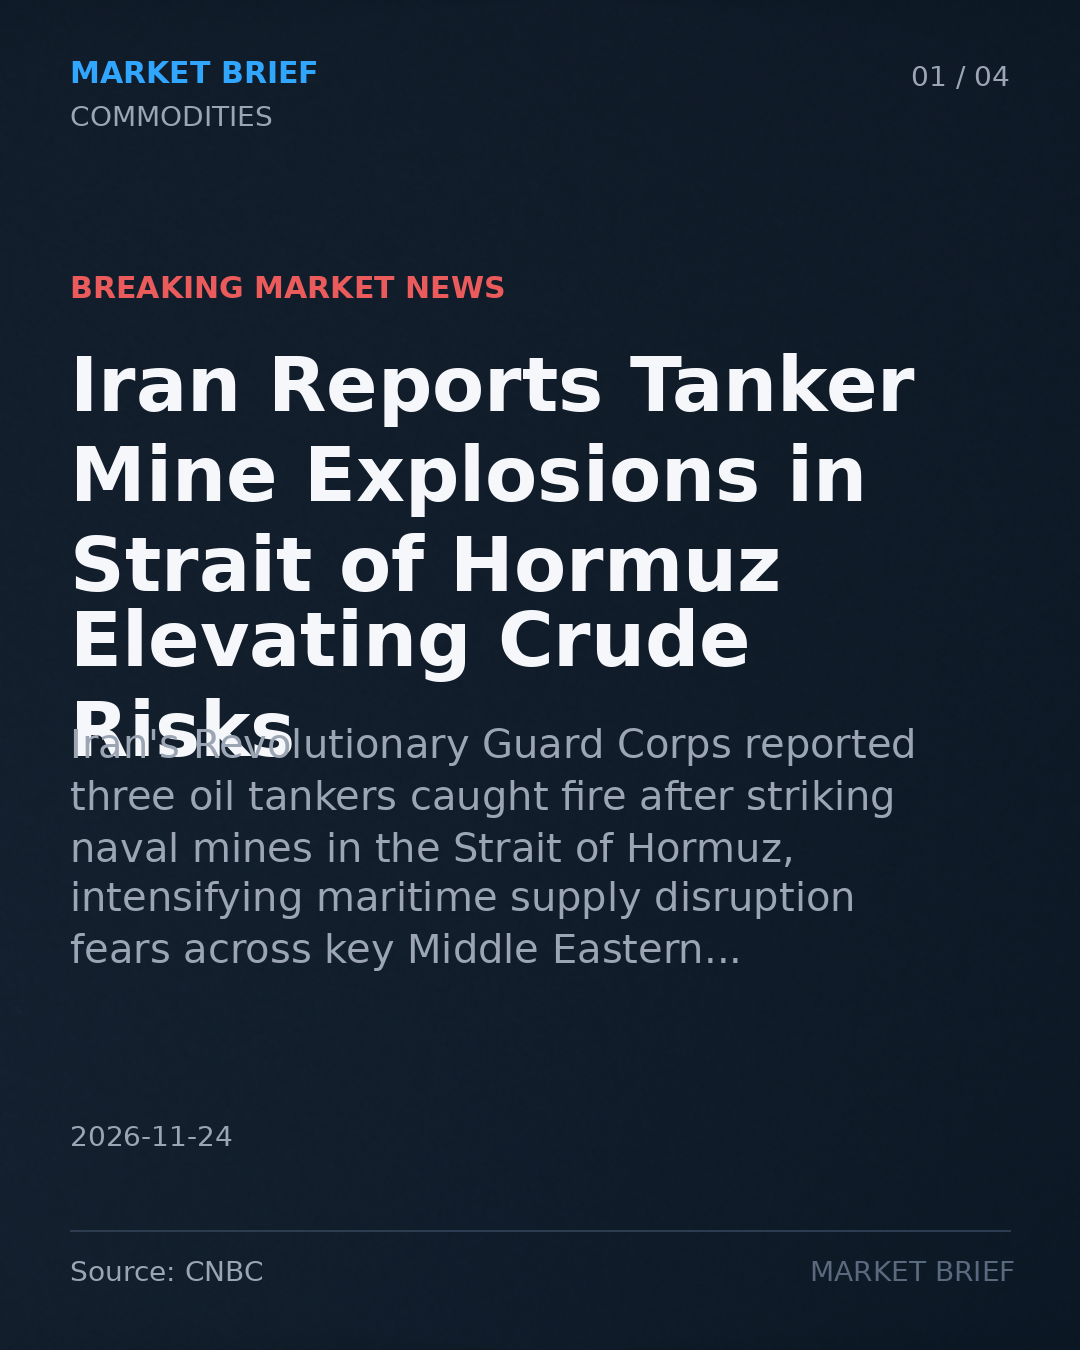 MARKET BRIEF
01 / 04
COMMODITIES
BREAKING MARKET NEWS
Iran Reports Tanker
Mine Explosions in
Strait of Hormuz
Elevating Crude
Risks
Iran's Revolutionary Guard Corps reported
three oil tankers caught fire after striking
naval mines in the Strait of Hormuz,
intensifying maritime supply disruption
fears across key Middle Eastern...
2026-11-24
Source: CNBC
MARKET BRIEF